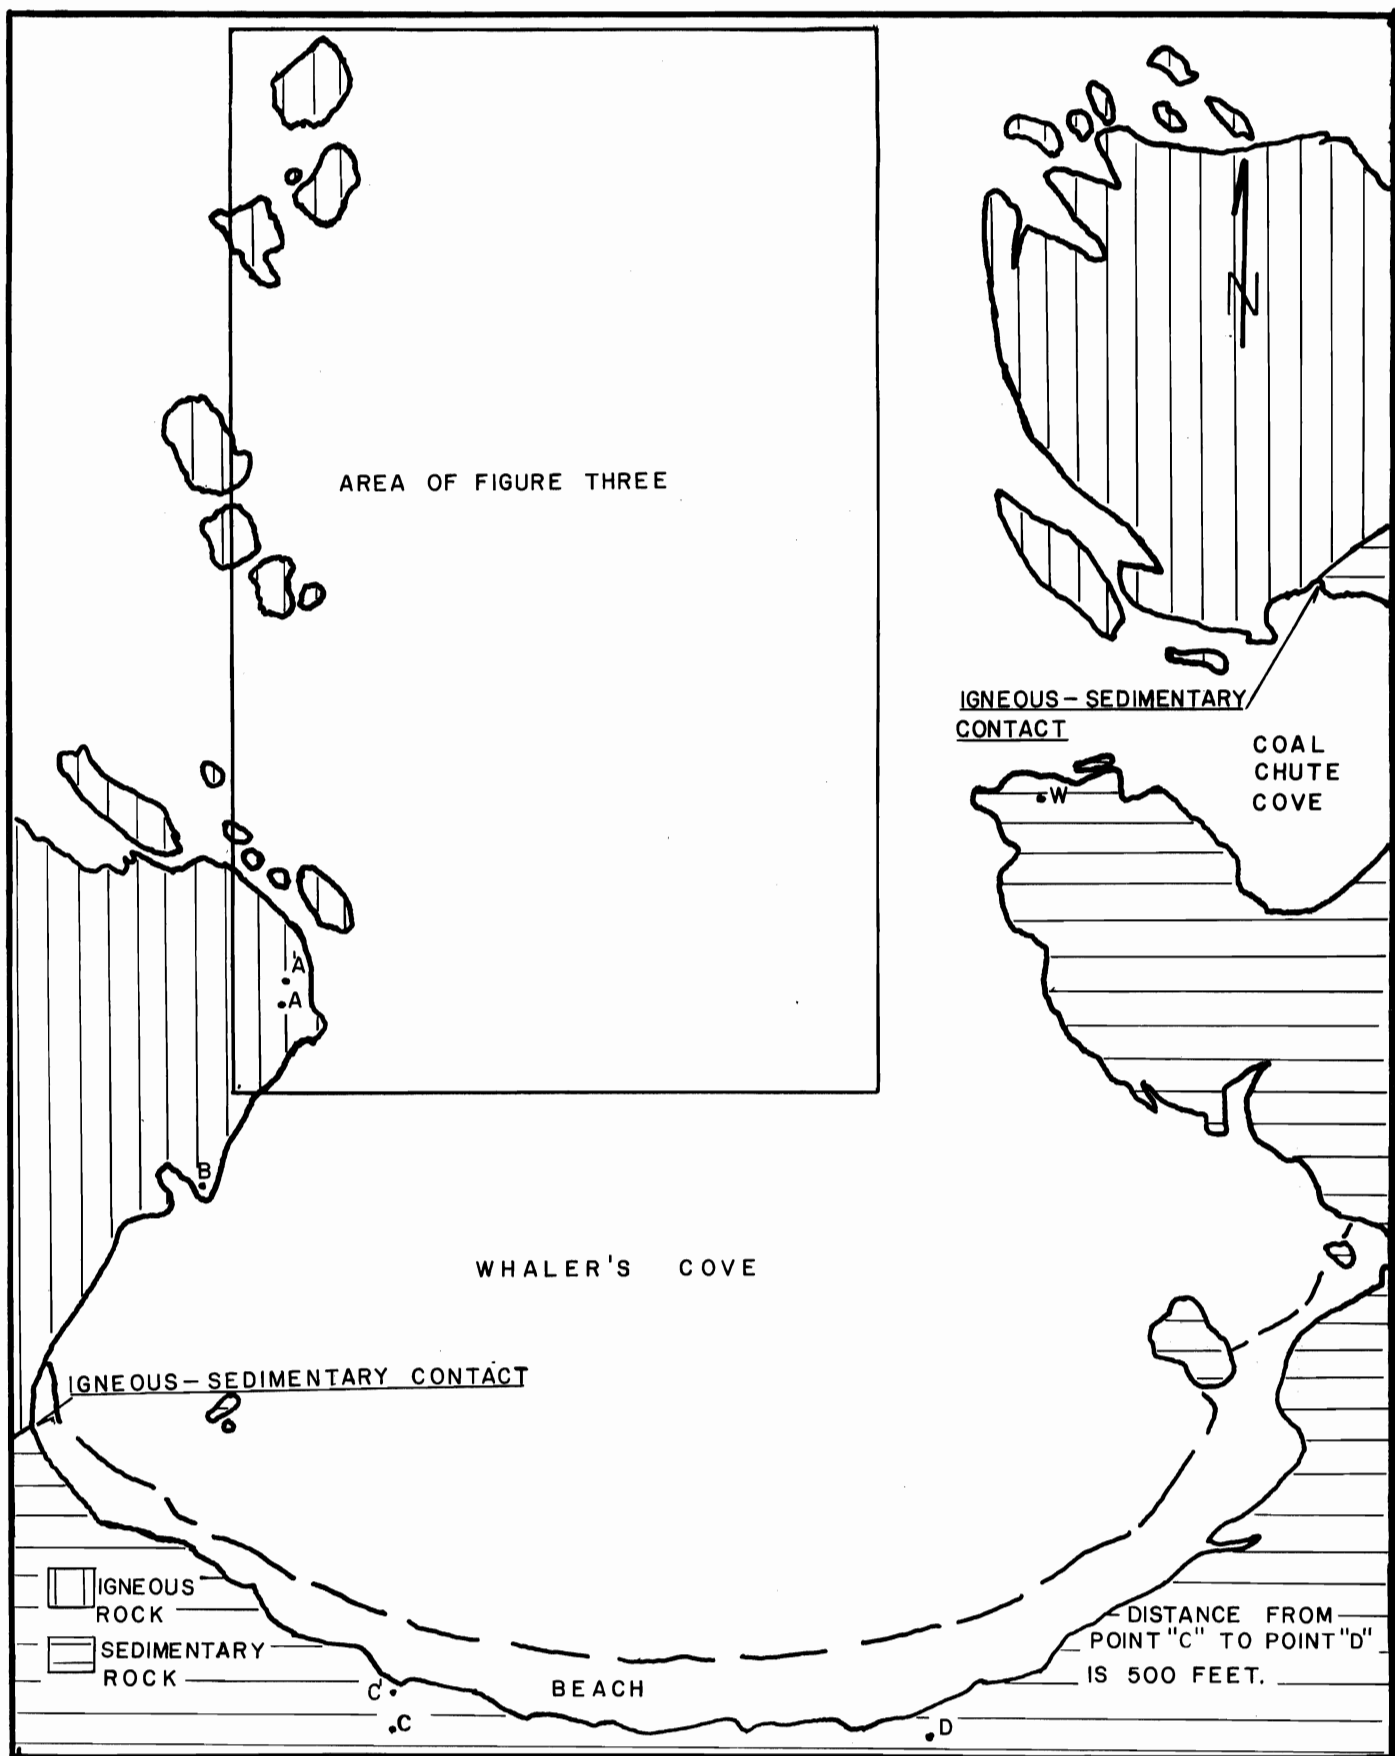 N
AREA OF FIGURE THREE
IGNEOUS-SEDIMENTARY
CONTACT
COAL
CHUTE
COVE
W
A'
A
B
WHALER'S COVE
IGNEOUS-SEDIMENTARY CONTACT
IGNEOUS
ROCK
SEDIMENTARY
ROCK
DISTANCE FROM
POINT "C" TO POINT "D"
IS 500 FEET.
BEACH
C'
C
D